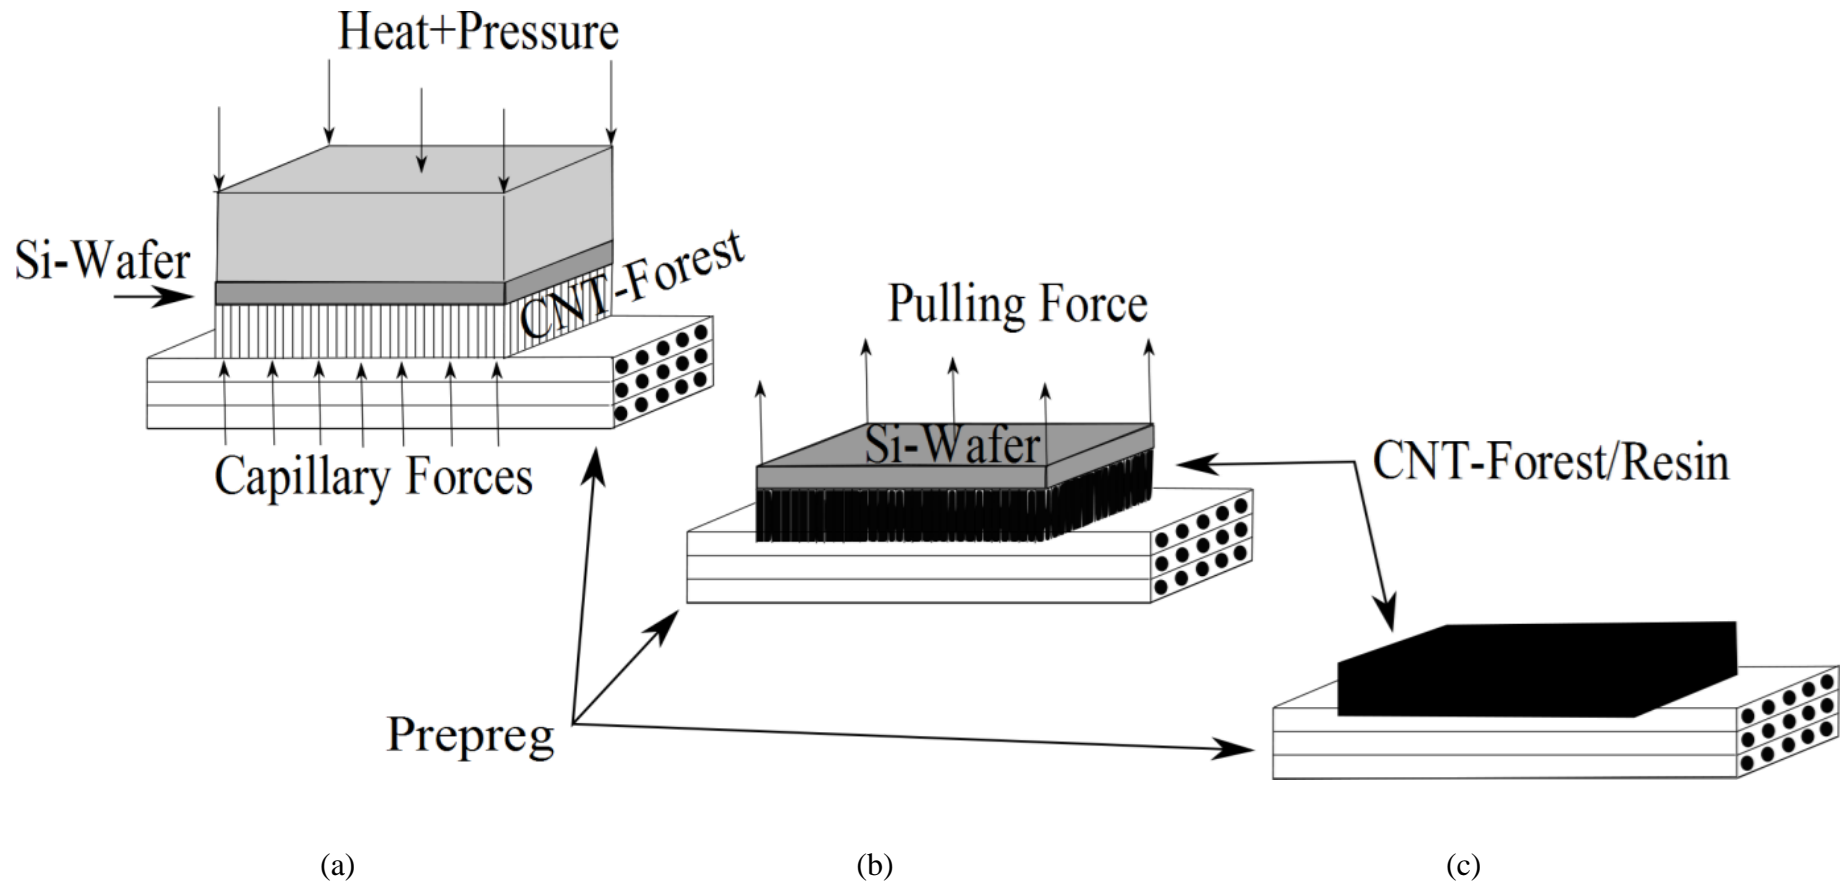 Heat+Pressure
Si-Wafer
CNT-Forest
Capillary Forces
Pulling Force
Si-Wafer
CNT-Forest/Resin
Prepreg
(a)
(b)
(c)